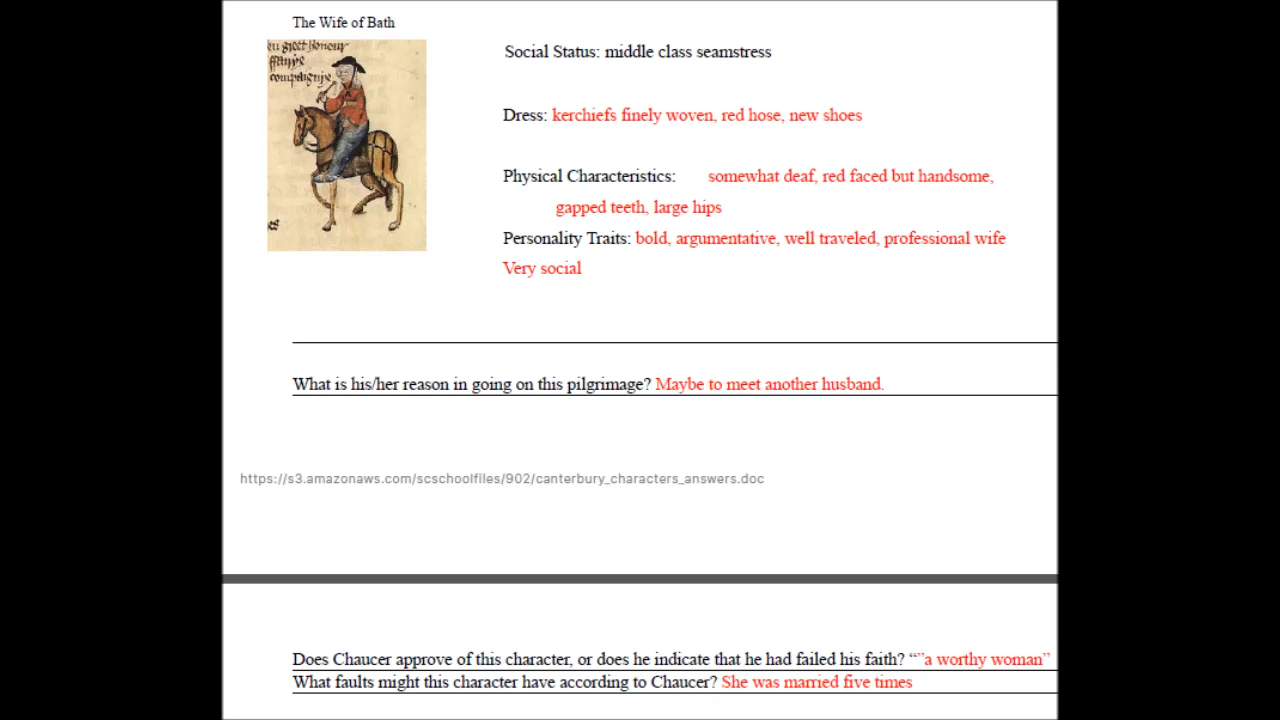 The Wife of Bath
Social Status: middle class seamstress
Dress: kerchiefs finely woven, red hose, new shoes
Physical Characteristics: somewhat deaf, red faced but handsome,
gapped teeth, large hips
Personality Traits: bold, argumentative, well traveled, professional wife
Very social
What is his/her reason in going on this pilgrimage? Maybe to meet another husband.
https://s3.amazonaws.com/scschoolfiles/902/canterbury_characters_answers.doc
Does Chaucer approve of this character, or does he indicate that he had failed his faith? “”a worthy woman”
What faults might this character have according to Chaucer? She was married five times